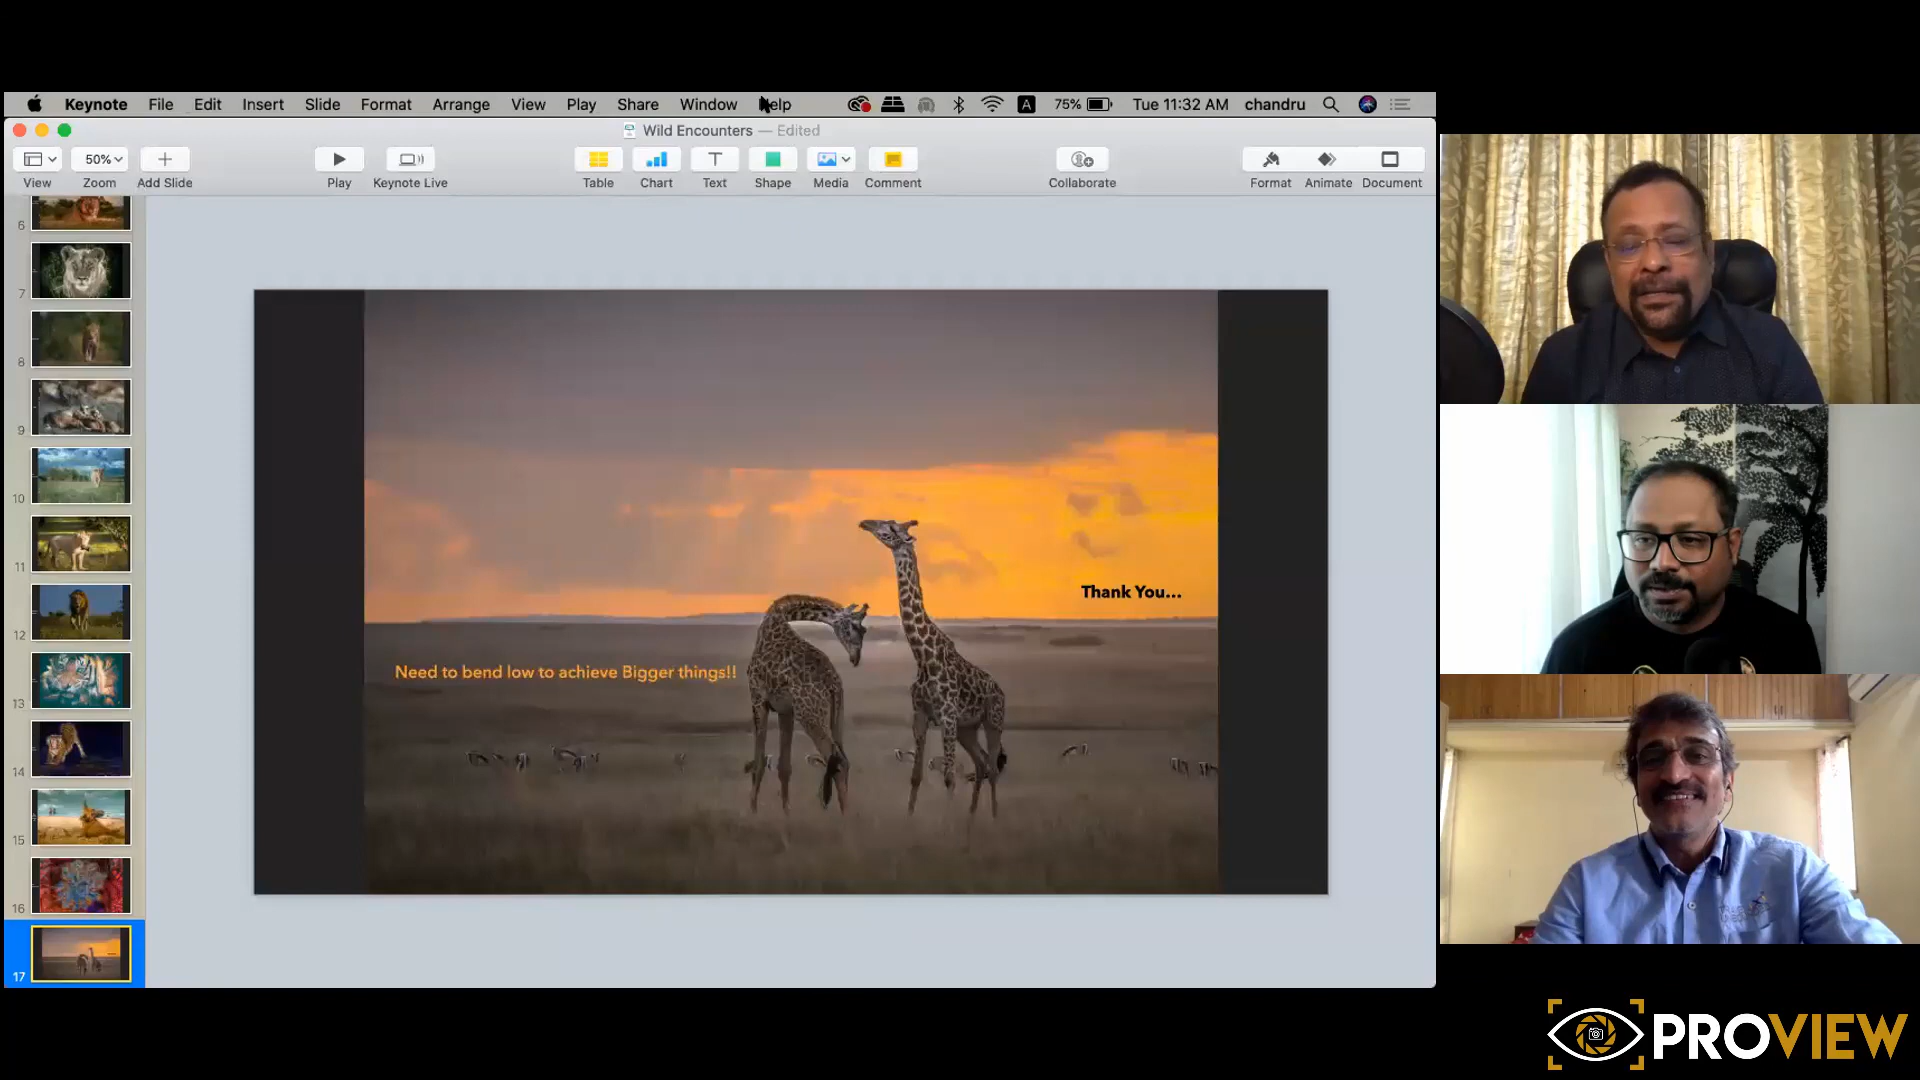 Keynote File Edit Insert Slide Format Arrange View Play Share Window Help A 75% Tue 11:32 AM chandru
Wild Encounters — Edited
50%
View Zoom Add Slide Play Keynote Live Table Chart Text Shape Media Comment Collaborate Format Animate Document
6
7
8
9
10
11
12
13
14
15
16
17
Thank You...
Need to bend low to achieve Bigger things!!
PROVIEW